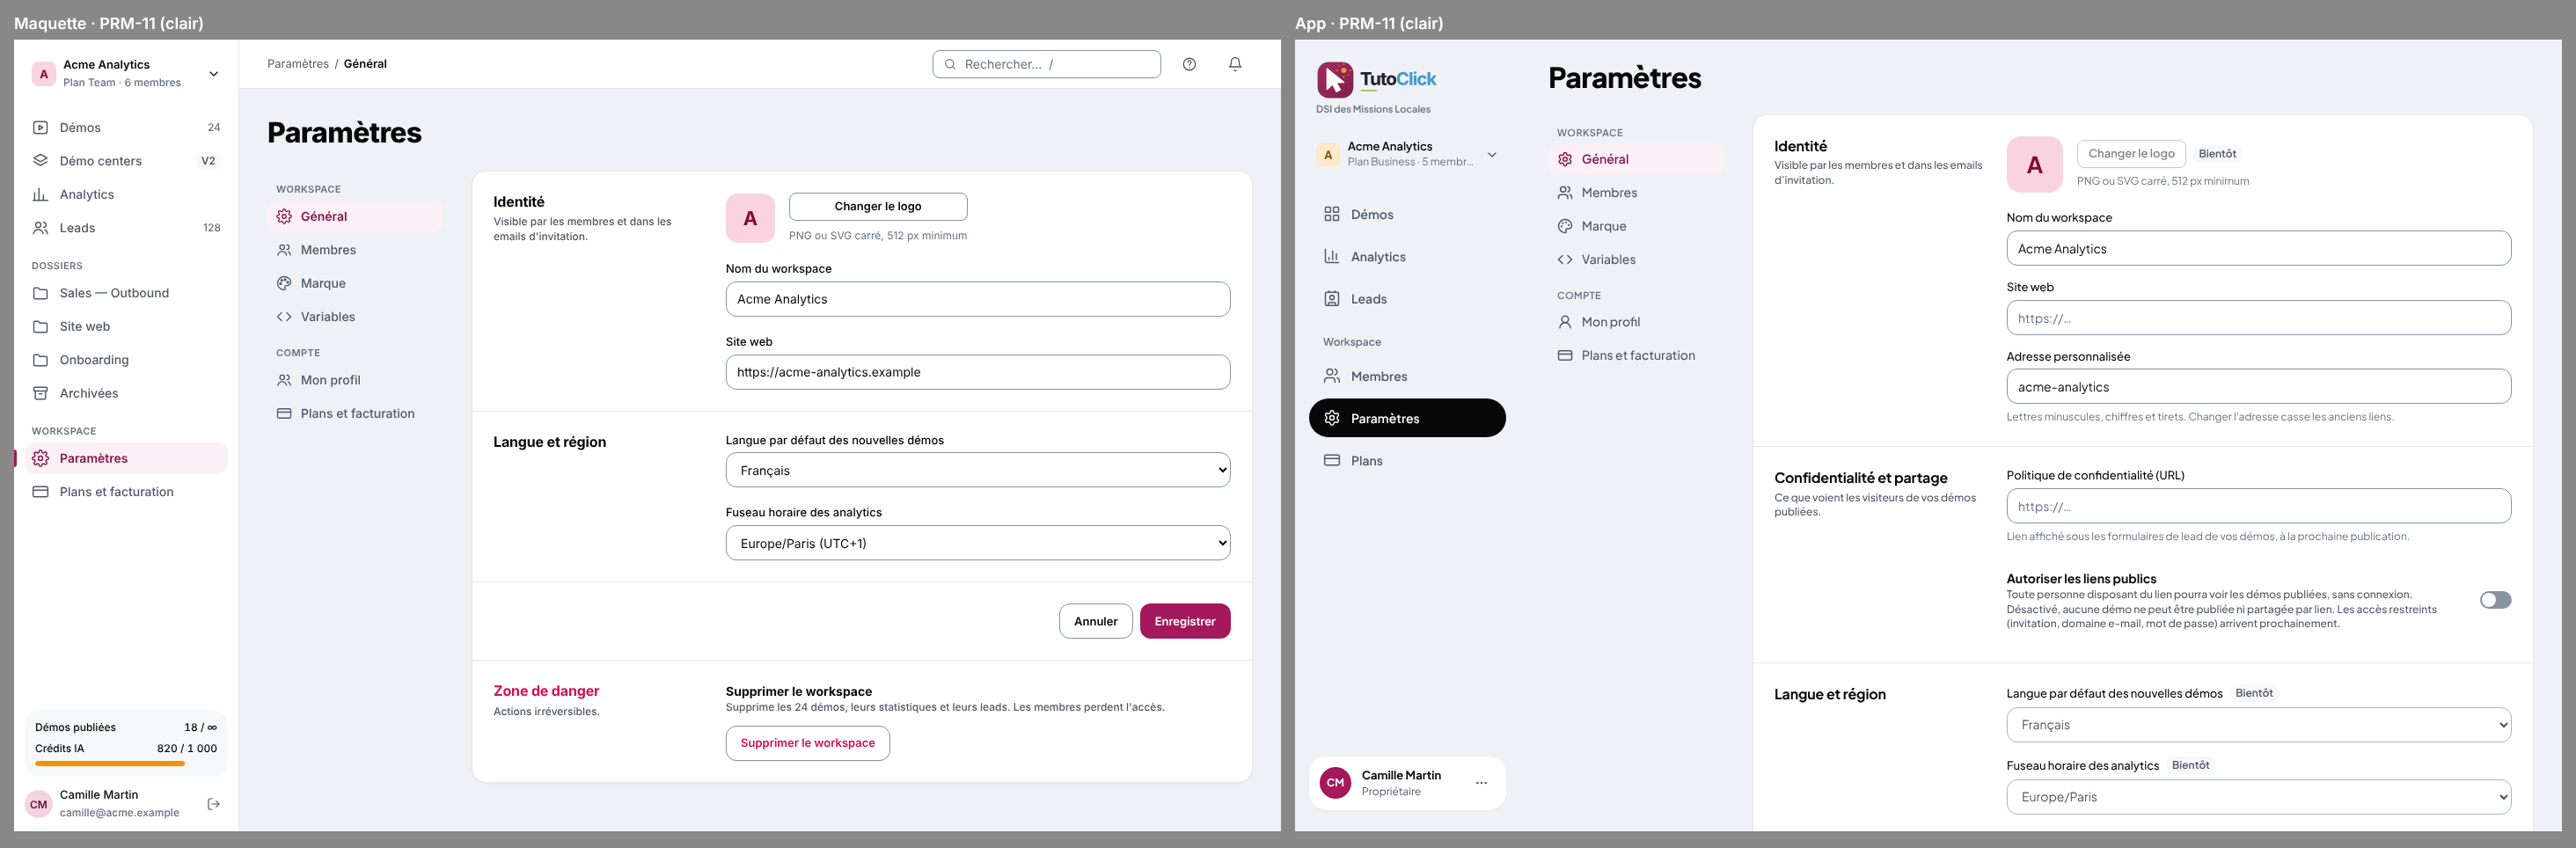 Maquette · PRM-11 (clair)
A
Acme Analytics
Plan Team · 6 membres
Démos 24
Démo centers V2
Analytics
Leads 128
DOSSIERS
Sales — Outbound
Site web
Onboarding
Archivées
WORKSPACE
Paramètres
Plans et facturation
Démos publiées 18 / ∞
Crédits IA 820 / 1 000
CM
Camille Martin
camille@acme.example
Paramètres / Général
Rechercher... /
Paramètres
WORKSPACE
Général
Membres
Marque
Variables
COMPTE
Mon profil
Plans et facturation
Identité
Visible par les membres et dans les
emails d'invitation.
A
Changer le logo
PNG ou SVG carré, 512 px minimum
Nom du workspace
Acme Analytics
Site web
https://acme-analytics.example
Langue et région
Langue par défaut des nouvelles démos
Français
Fuseau horaire des analytics
Europe/Paris (UTC+1)
Annuler
Enregistrer
Zone de danger
Actions irréversibles.
Supprimer le workspace
Supprime les 24 démos, leurs statistiques et leurs leads. Les membres perdent l'accès.
Supprimer le workspace
App · PRM-11 (clair)
TutoClick
DSI des Missions Locales
A
Acme Analytics
Plan Business · 5 membr...
Démos
Analytics
Leads
Workspace
Membres
Paramètres
Plans
CM
Camille Martin
Propriétaire
Paramètres
WORKSPACE
Général
Membres
Marque
Variables
COMPTE
Mon profil
Plans et facturation
Identité
Visible par les membres et dans les emails
d'invitation.
A
Changer le logo Bientôt
PNG ou SVG carré, 512 px minimum
Nom du workspace
Acme Analytics
Site web
https://...
Adresse personnalisée
acme-analytics
Lettres minuscules, chiffres et tirets. Changer l'adresse casse les anciens liens.
Confidentialité et partage
Ce que voient les visiteurs de vos démos
publiées.
Politique de confidentialité (URL)
https://...
Lien affiché sous les formulaires de lead de vos démos, à la prochaine publication.
Autoriser les liens publics
Toute personne disposant du lien pourra voir les démos publiées, sans connexion.
Désactivé, aucune démo ne peut être publiée ni partagée par lien. Les accès restreints
(invitation, domaine e-mail, mot de passe) arrivent prochainement.
Langue et région
Langue par défaut des nouvelles démos Bientôt
Français
Fuseau horaire des analytics Bientôt
Europe/Paris